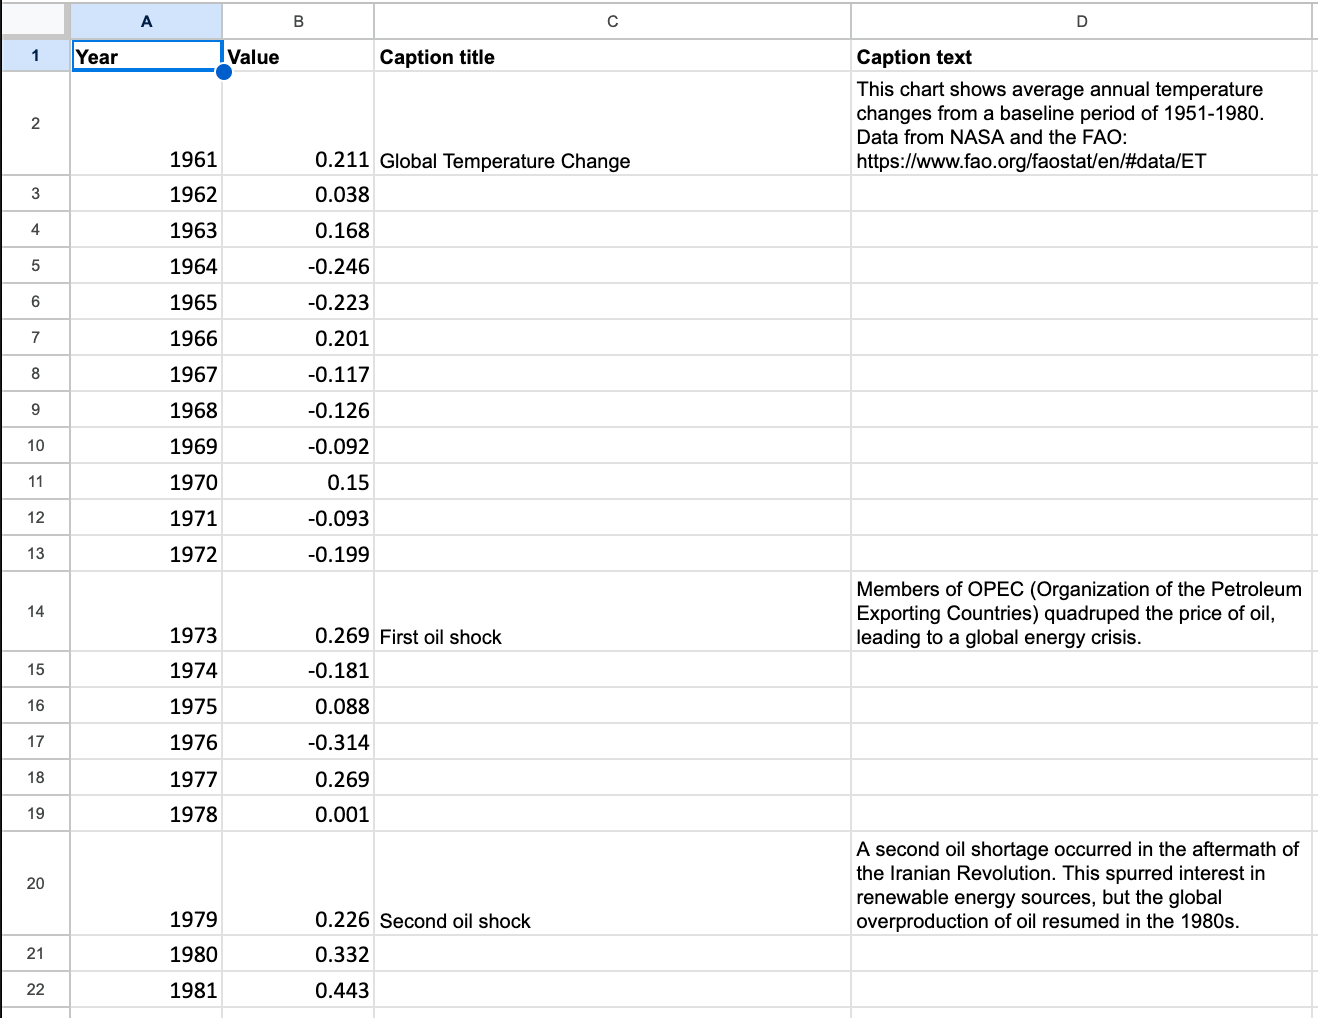 A B C D
1 Year Value Caption title Caption text
This chart shows average annual temperature
changes from a baseline period of 1951-1980.
2
Data from NASA and the FAO:
1961 0.211 Global Temperature Change https://www.fao.org/faostat/en/#data/ET
3 1962 0.038
4 1963 0.168
5 1964 -0.246
6 1965 -0.223
7 1966 0.201
8 1967 -0.117
9 1968 -0.126
10 1969 -0.092
11 1970 0.15
12 1971 -0.093
13 1972 -0.199
Members of OPEC (Organization of the Petroleum
14 Exporting Countries) quadruped the price of oil,
1973 0.269 First oil shock leading to a global energy crisis.
15 1974 -0.181
16 1975 0.088
17 1976 -0.314
18 1977 0.269
19 1978 0.001
A second oil shortage occurred in the aftermath of
the Iranian Revolution. This spurred interest in
20
renewable energy sources, but the global
1979 0.226 Second oil shock overproduction of oil resumed in the 1980s.
21 1980 0.332
22 1981 0.443